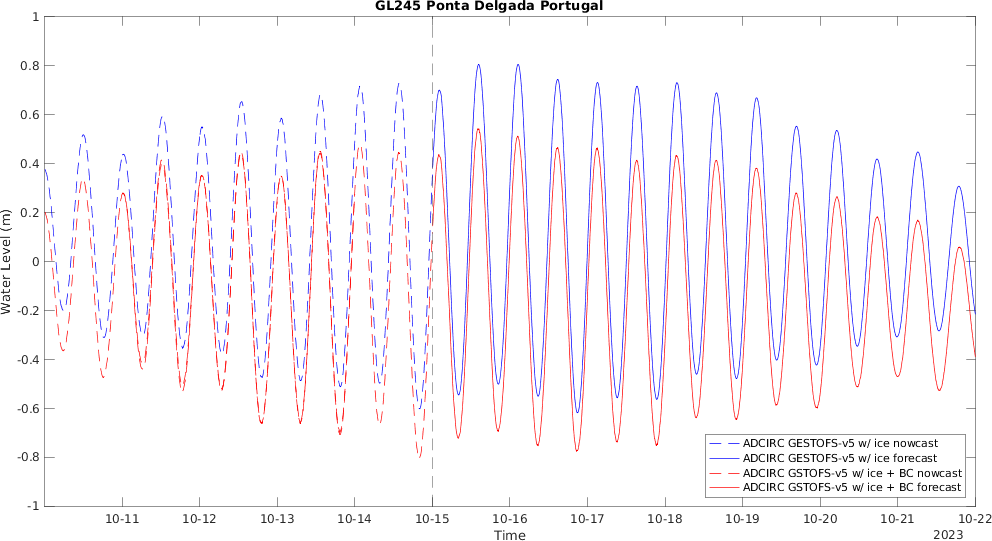 GL245 Ponta Delgada Portugal
1
0.8
0.6
0.4
0.2
0
-0.2
-0.4
-0.6
-0.8
-1
Water Level (m)
ADCIRC GESTOFS-v5 w/ ice nowcast
ADCIRC GESTOFS-v5 w/ ice forecast
ADCIRC GSTOFS-v5 w/ ice + BC nowcast
ADCIRC GSTOFS-v5 w/ ice + BC forecast
10-11 10-12 10-13 10-14 10-15 10-16 10-17 10-18 10-19 10-20 10-21 10-22
Time
2023